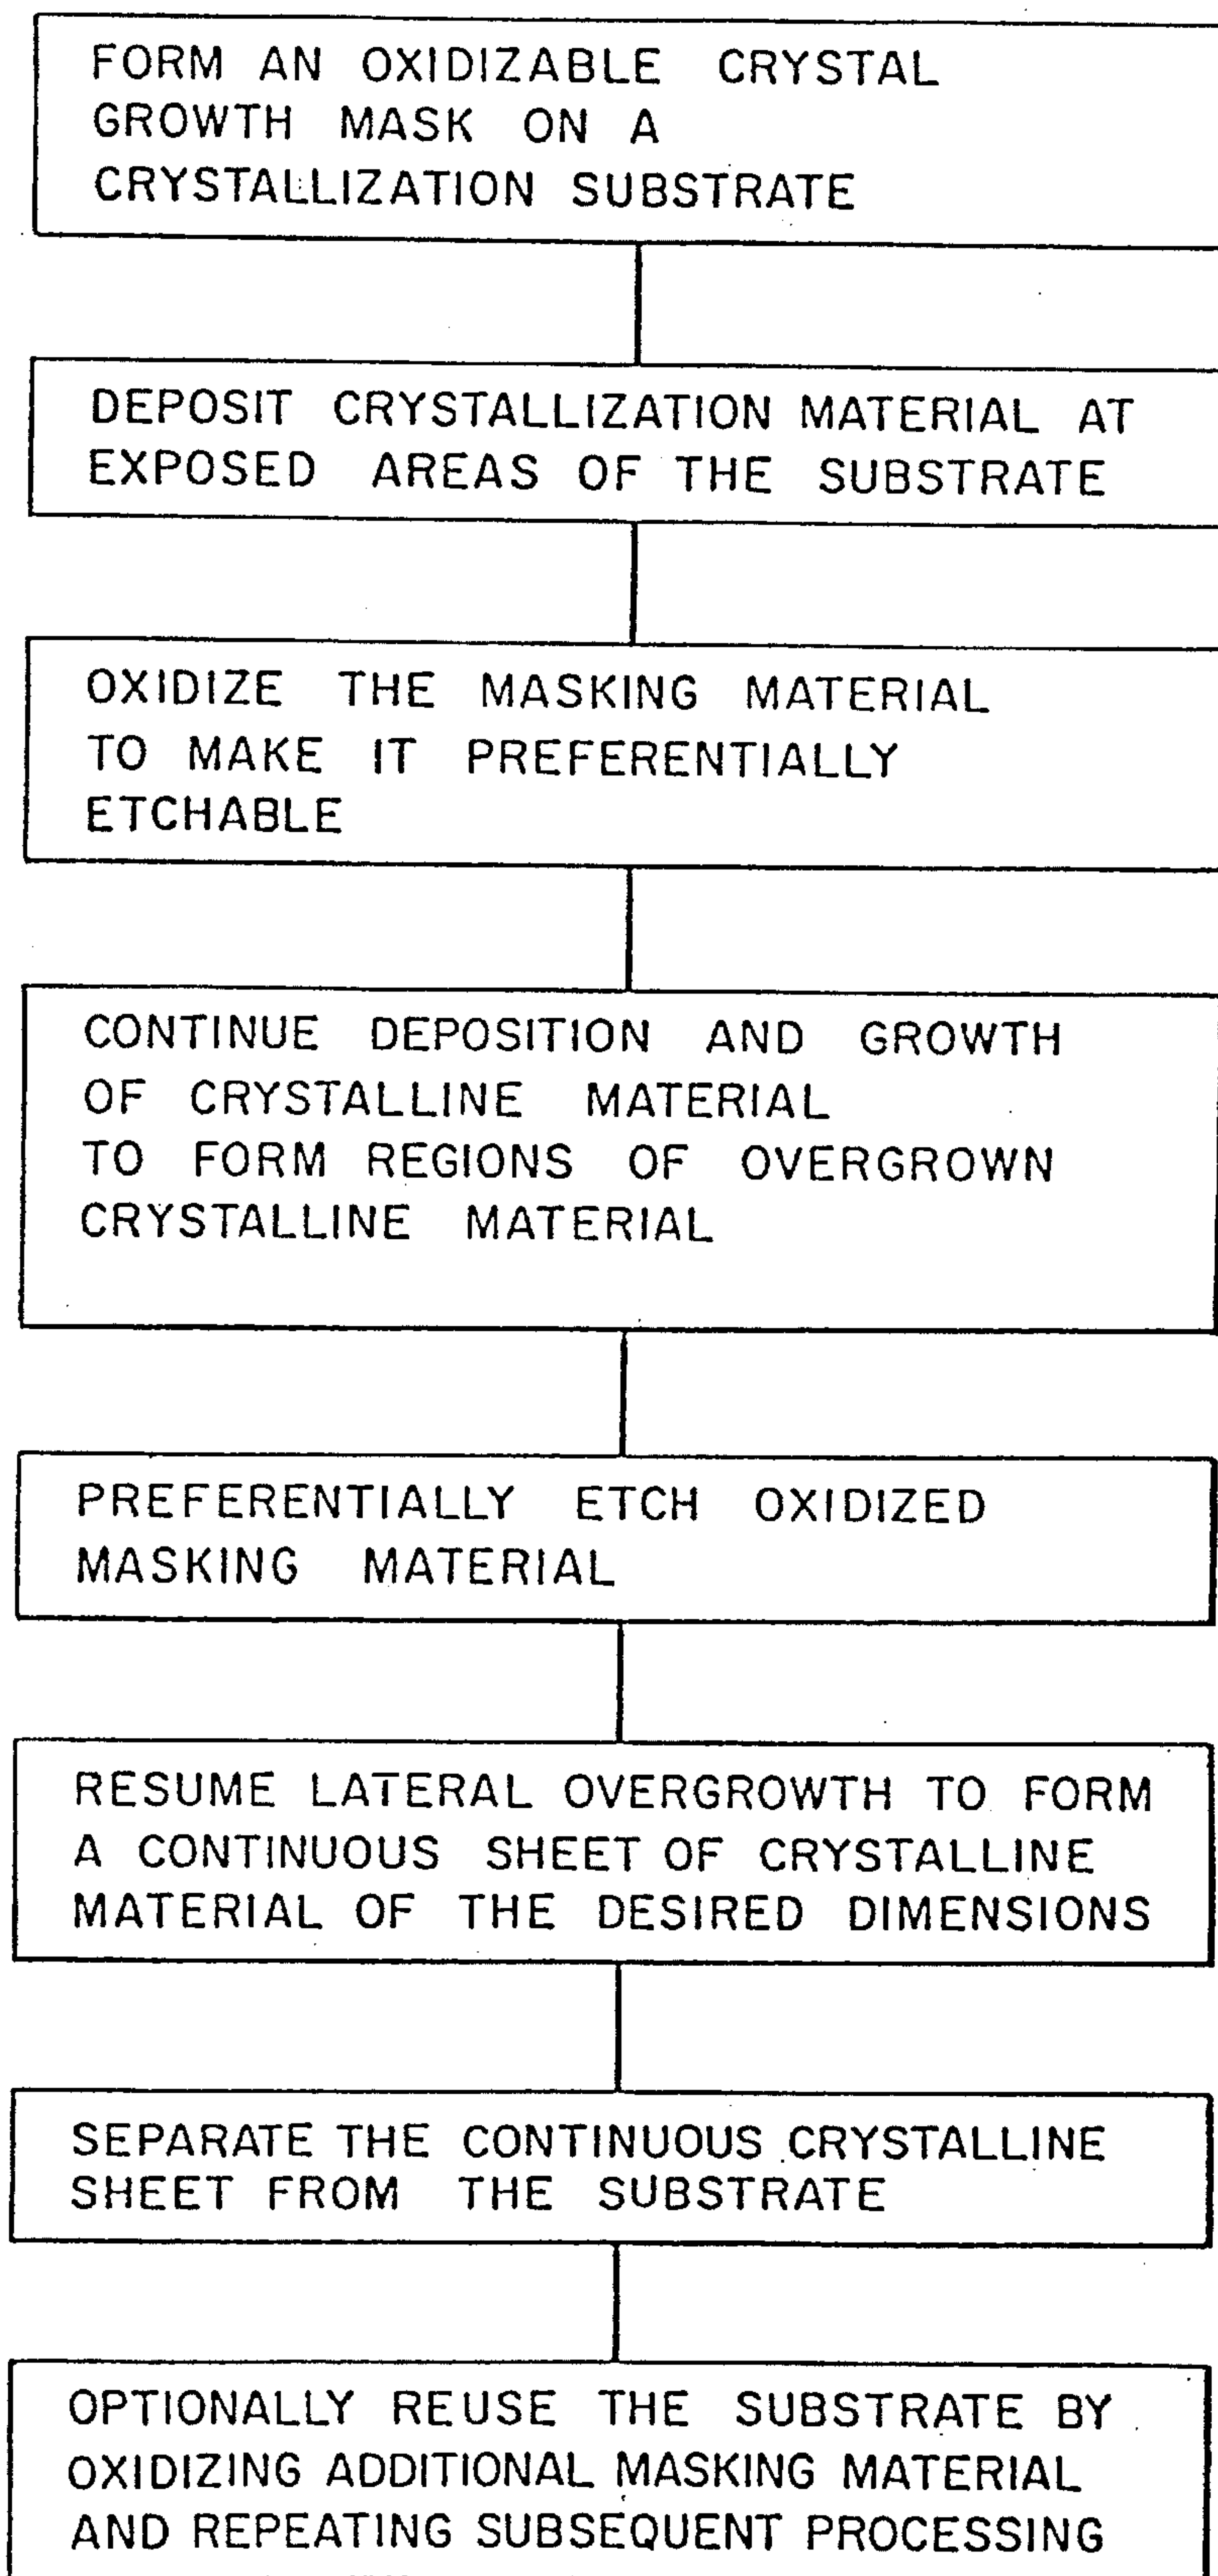 FORM AN OXIDIZABLE CRYSTAL
GROWTH MASK ON A
CRYSTALLIZATION SUBSTRATE
DEPOSIT CRYSTALLIZATION MATERIAL AT
EXPOSED AREAS OF THE SUBSTRATE
OXIDIZE THE MASKING MATERIAL
TO MAKE IT PREFERENTIALLY
ETCHABLE
CONTINUE DEPOSITION AND GROWTH
OF CRYSTALLINE MATERIAL
TO FORM REGIONS OF OVERGROWN
CRYSTALLINE MATERIAL
PREFERENTIALLY ETCH OXIDIZED
MASKING MATERIAL
RESUME LATERAL OVERGROWTH TO FORM
A CONTINUOUS SHEET OF CRYSTALLINE
MATERIAL OF THE DESIRED DIMENSIONS
SEPARATE THE CONTINUOUS CRYSTALLINE
SHEET FROM THE SUBSTRATE
OPTIONALLY REUSE THE SUBSTRATE BY
OXIDIZING ADDITIONAL MASKING MATERIAL
AND REPEATING SUBSEQUENT PROCESSING